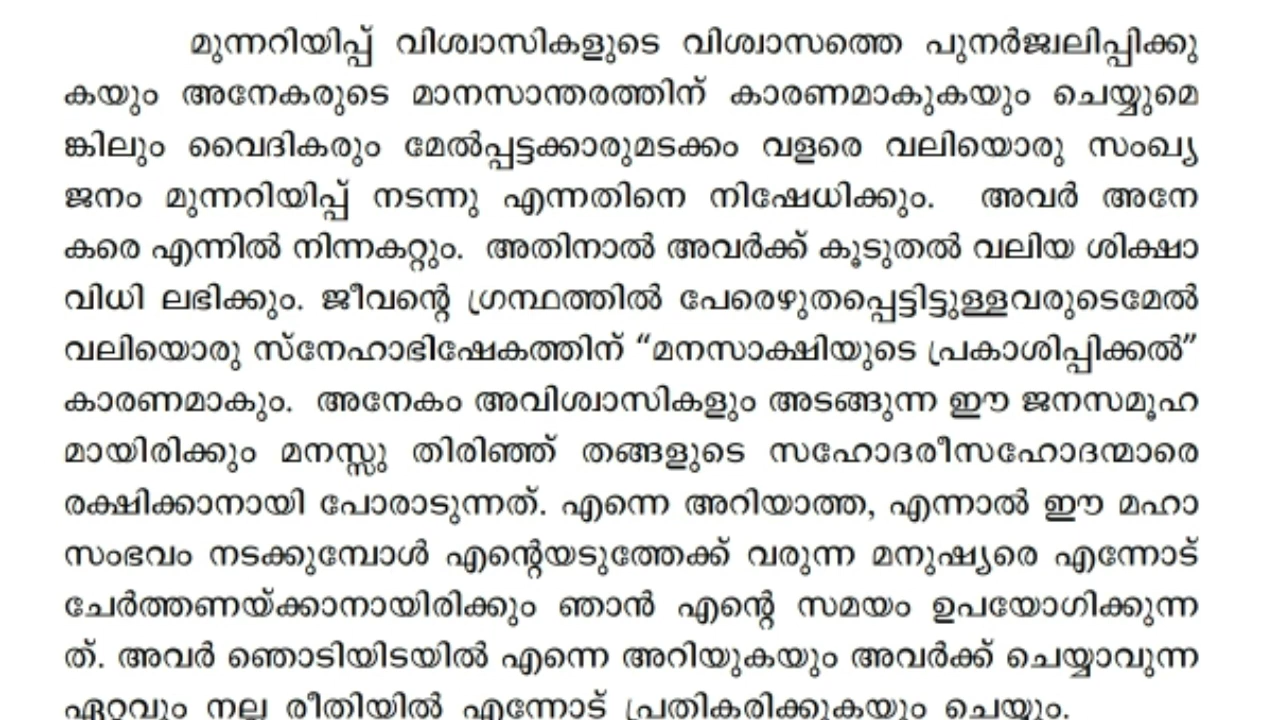 മുന്നറിയിപ്പ് വിശ്വാസികളുടെ വിശ്വാസത്തെ പുനർജ്വലിപ്പിക്കു
കയും അനേകരുടെ മാനസാന്തരത്തിന് കാരണമാകുകയും ചെയ്യുമെ
ങ്കിലും വൈദികരും മേൽപ്പട്ടക്കാരുമടക്കം വളരെ വലിയൊരു സംഖ്യ
ജനം മുന്നറിയിപ്പ് നടന്നു എന്നതിനെ നിഷേധിക്കും. അവർ അനേ
കരെ എന്നിൽ നിന്നകറ്റും. അതിനാൽ അവർക്ക് കൂടുതൽ വലിയ ശിക്ഷാ
വിധി ലഭിക്കും. ജീവന്റെ ഗ്രന്ഥത്തിൽ പേരെഴുതപ്പെട്ടിട്ടുള്ളവരുടെമേൽ
വലിയൊരു സ്നേഹാഭിഷേകത്തിന് “മനസാക്ഷിയുടെ പ്രകാശിപ്പിക്കൽ”
കാരണമാകും. അനേകം അവിശ്വാസികളും അടങ്ങുന്ന ഈ ജനസമൂഹ
മായിരിക്കും മനസ്സു തിരിഞ്ഞ് തങ്ങളുടെ സഹോദരീസഹോദന്മാരെ
രക്ഷിക്കാനായി പോരാടുന്നത്. എന്നെ അറിയാത്ത, എന്നാൽ ഈ മഹാ
സംഭവം നടക്കുമ്പോൾ എന്റെയടുത്തേക്ക് വരുന്ന മനുഷ്യരെ എന്നോട്
ചേർത്തണയ്ക്കാനായിരിക്കും ഞാൻ എന്റെ സമയം ഉപയോഗിക്കുന്ന
ത്. അവർ ഞൊടിയിടയിൽ എന്നെ അറിയുകയും അവർക്ക് ചെയ്യാവുന്ന
ഏറ്റവും നല്ല രീതിയിൽ എന്നോട് പ്രതികരിക്കുകയും ചെയ്യും.